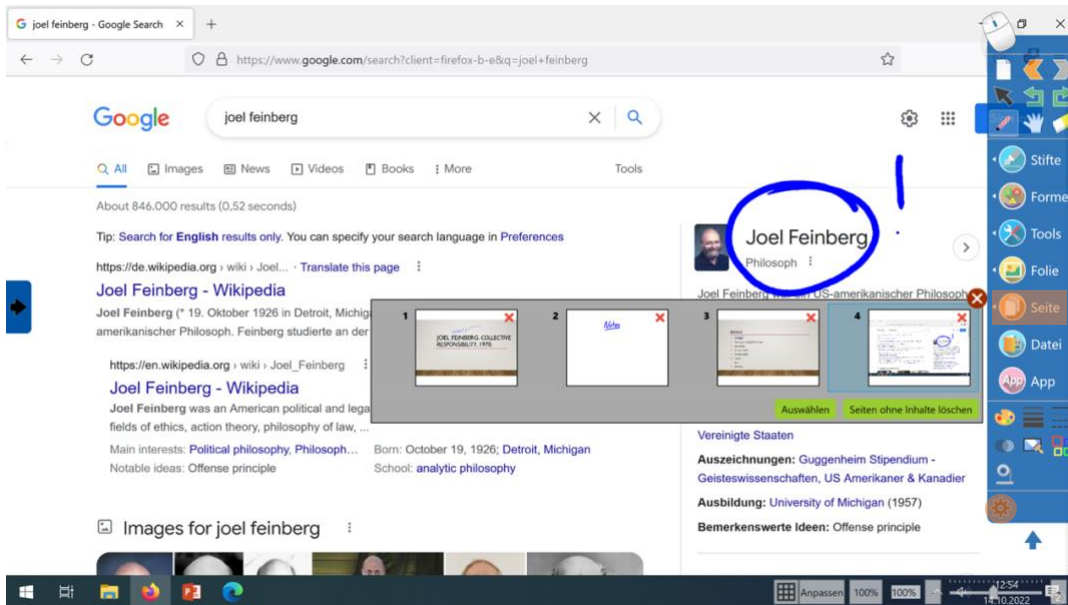 joel feinberg - Google Search
https://www.google.com/search?client=firefox-b-e&q=joel+feinberg
Google
joel feinberg
All Images News Videos Books More Tools
About 846.000 results (0,52 seconds)
Tip: Search for English results only. You can specify your search language in Preferences
https://de.wikipedia.org › wiki › Joel... · Translate this page
Joel Feinberg - Wikipedia
Joel Feinberg (* 19. Oktober 1926 in Detroit, Michig
amerikanischer Philosoph. Feinberg studierte an der
https://en.wikipedia.org › wiki › Joel_Feinberg
Joel Feinberg - Wikipedia
Joel Feinberg was an American political and lega
fields of ethics, action theory, philosophy of law, ...
Main interests: Political philosophy, Philosoph... Born: October 19, 1926; Detroit, Michigan
Notable ideas: Offense principle School: analytic philosophy
Images for joel feinberg
Joel Feinberg
!
Philosoph
Joel Feinberg war ein US-amerikanischer Philosoph
1 2 3 4
JOEL FEINBERG. COLLECTIVE
RESPONSIBILITY. 1970.
Notes
Auswählen Seiten ohne Inhalte löschen
Vereinigte Staaten
Auszeichnungen: Guggenheim Stipendium -
Geisteswissenschaften, US Amerikaner & Kanadier
Ausbildung: University of Michigan (1957)
Bemerkenswerte Ideen: Offense principle
Stifte
Forme
Tools
Folie
Seite
Datei
App App
Anpassen 100% 100%
12:54
14.10.2022